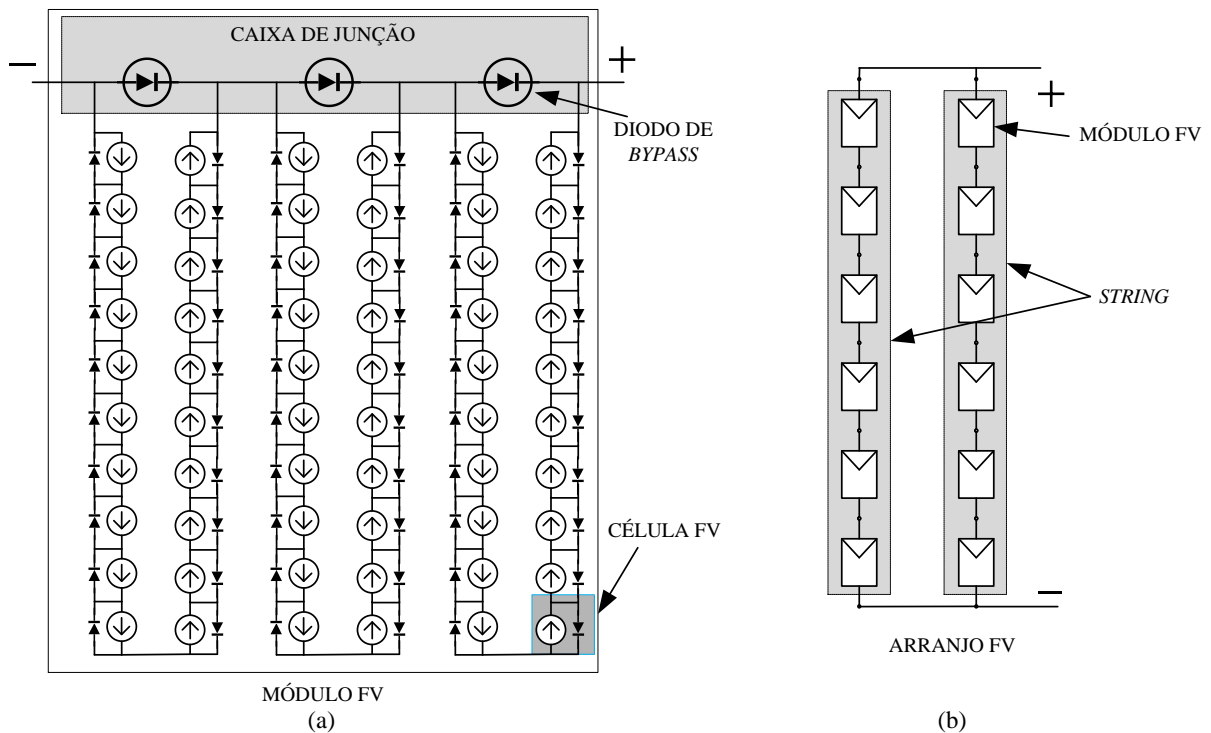 CAIXA DE JUNÇÃO
− +
DIODO DE
BYPASS
CÉLULA FV
MÓDULO FV
(a)
+
MÓDULO FV
STRING
−
ARRANJO FV
(b)